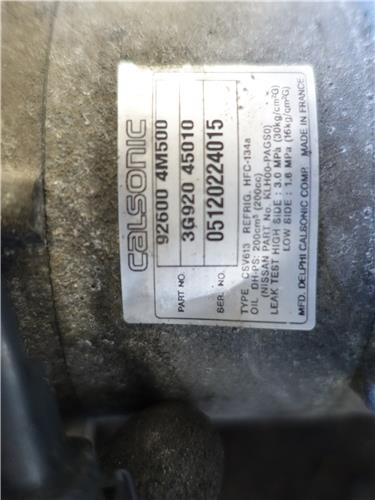 CALSONIC
92600 4M500
PART NO. 3G920 45010
SER. NO. 05120224015
TYPE CSV613 REFRIG. HFC-134a
OIL DH-PS: 200cm³ (200cc)
(NISSAN PART No. KLH00-PAGS0)
LEAK TEST HIGH SIDE : 3.0 MPa (30kg/cm²G)
LOW SIDE : 1.6 MPa (16kg/cm²G)
MFD. DELPHI CALSONIC COMP. MADE IN FRANCE